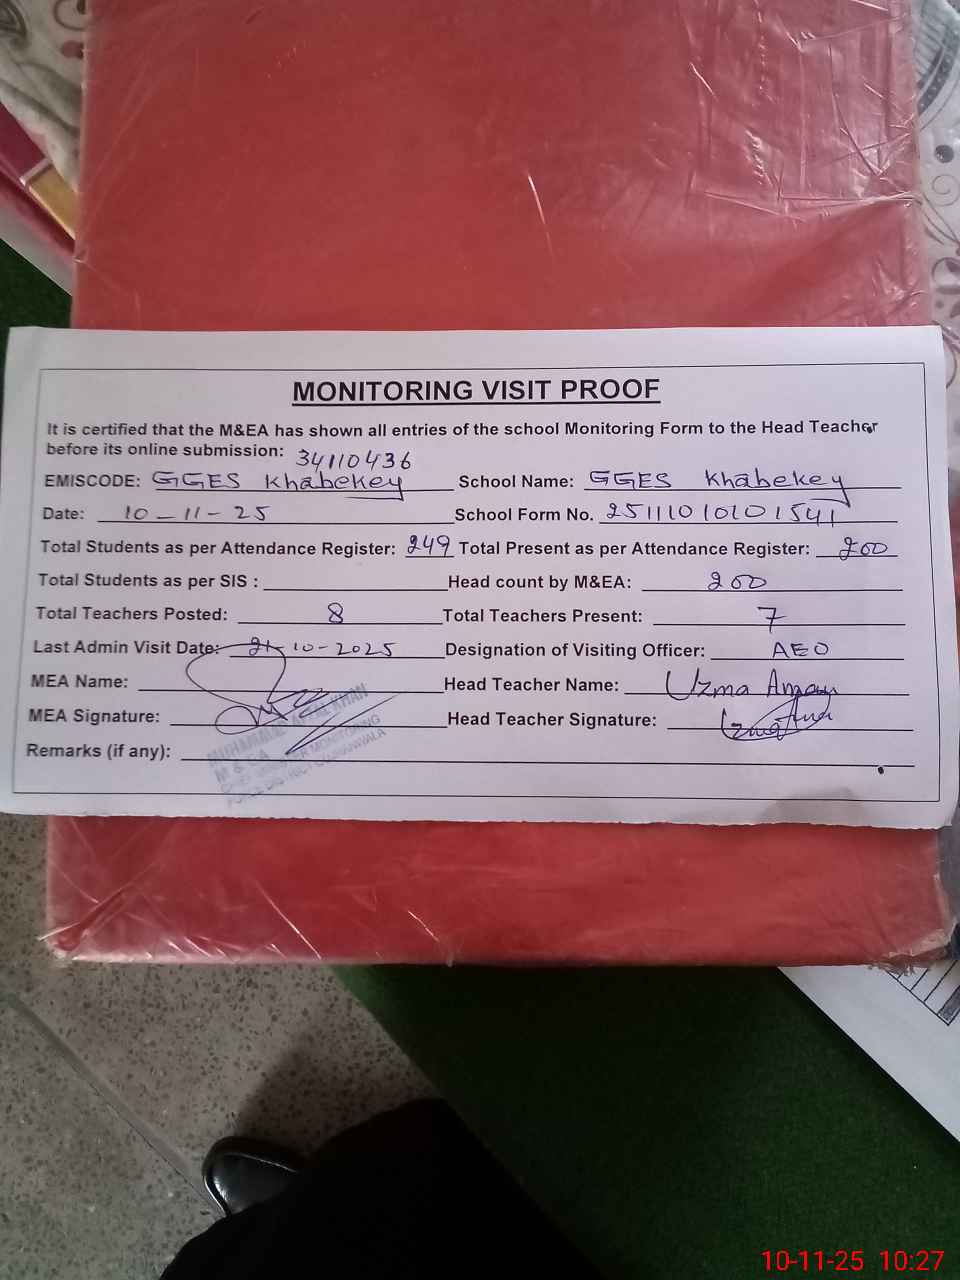 MONITORING VISIT PROOF
It is certified that the M&EA has shown all entries of the school Monitoring Form to the Head Teacher
before its online submission: 34110436
EMISCODE: GGES Khabekey School Name: GGES Khabekey
Date: 10-11-25 School Form No. 25111010101541
Total Students as per Attendance Register: 249 Total Present as per Attendance Register: 200
Total Students as per SIS : Head count by M&EA: 200
Total Teachers Posted: 8 Total Teachers Present: 7
Last Admin Visit Date: 21-10-2025 Designation of Visiting Officer: AEO
MEA Name: Head Teacher Name: Uzma
MEA Signature: Head Teacher Signature:
Remarks (if any):
KHAN
M & EA
MONITORING
DISTRICT
10-11-25 10:27